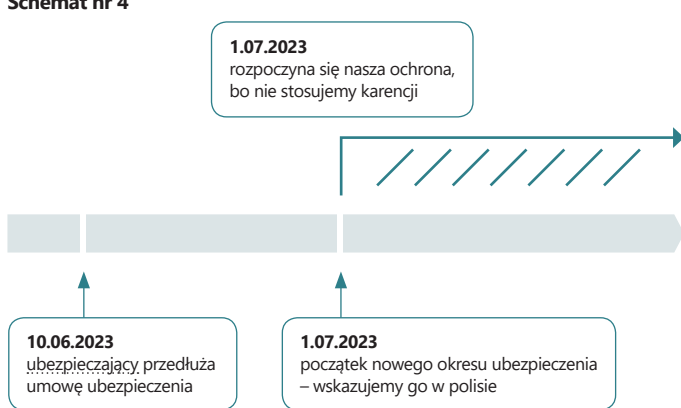 Schemat nr 4
1.07.2023
rozpoczyna się nasza ochrona,
bo nie stosujemy karencji
10.06.2023
ubezpieczający przedłuża
umowę ubezpieczenia
1.07.2023
początek nowego okresu ubezpieczenia
– wskazujemy go w polisie